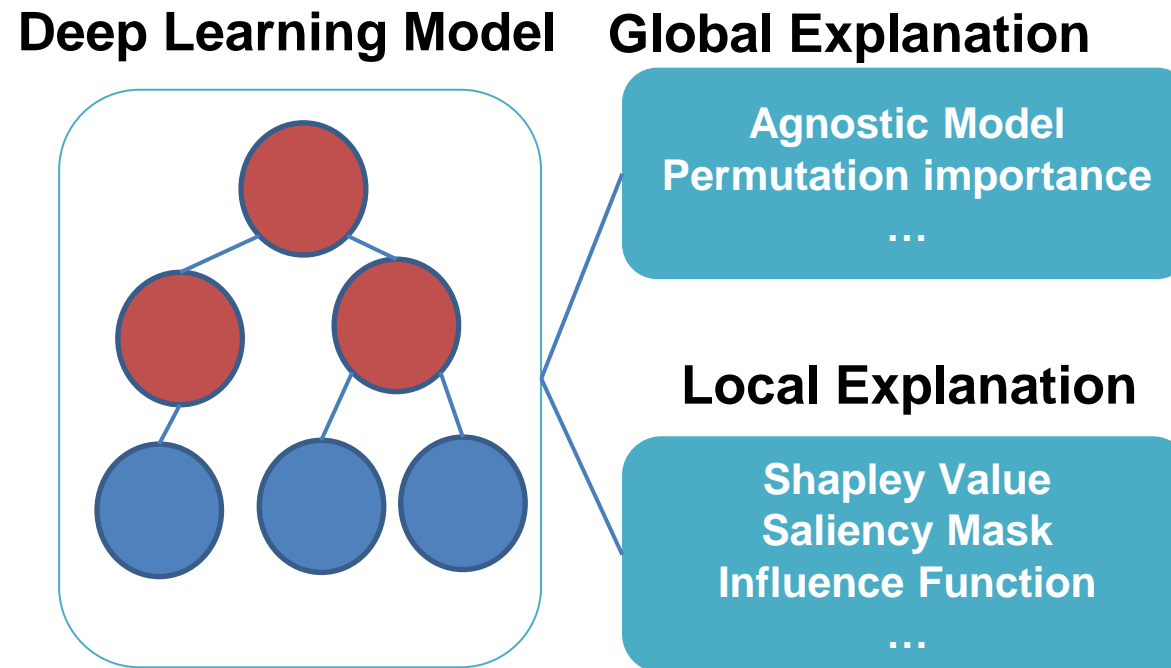 Deep Learning Model
Global Explanation
Agnostic Model
Permutation importance
…
Local Explanation
Shapley Value
Saliency Mask
Influence Function
…